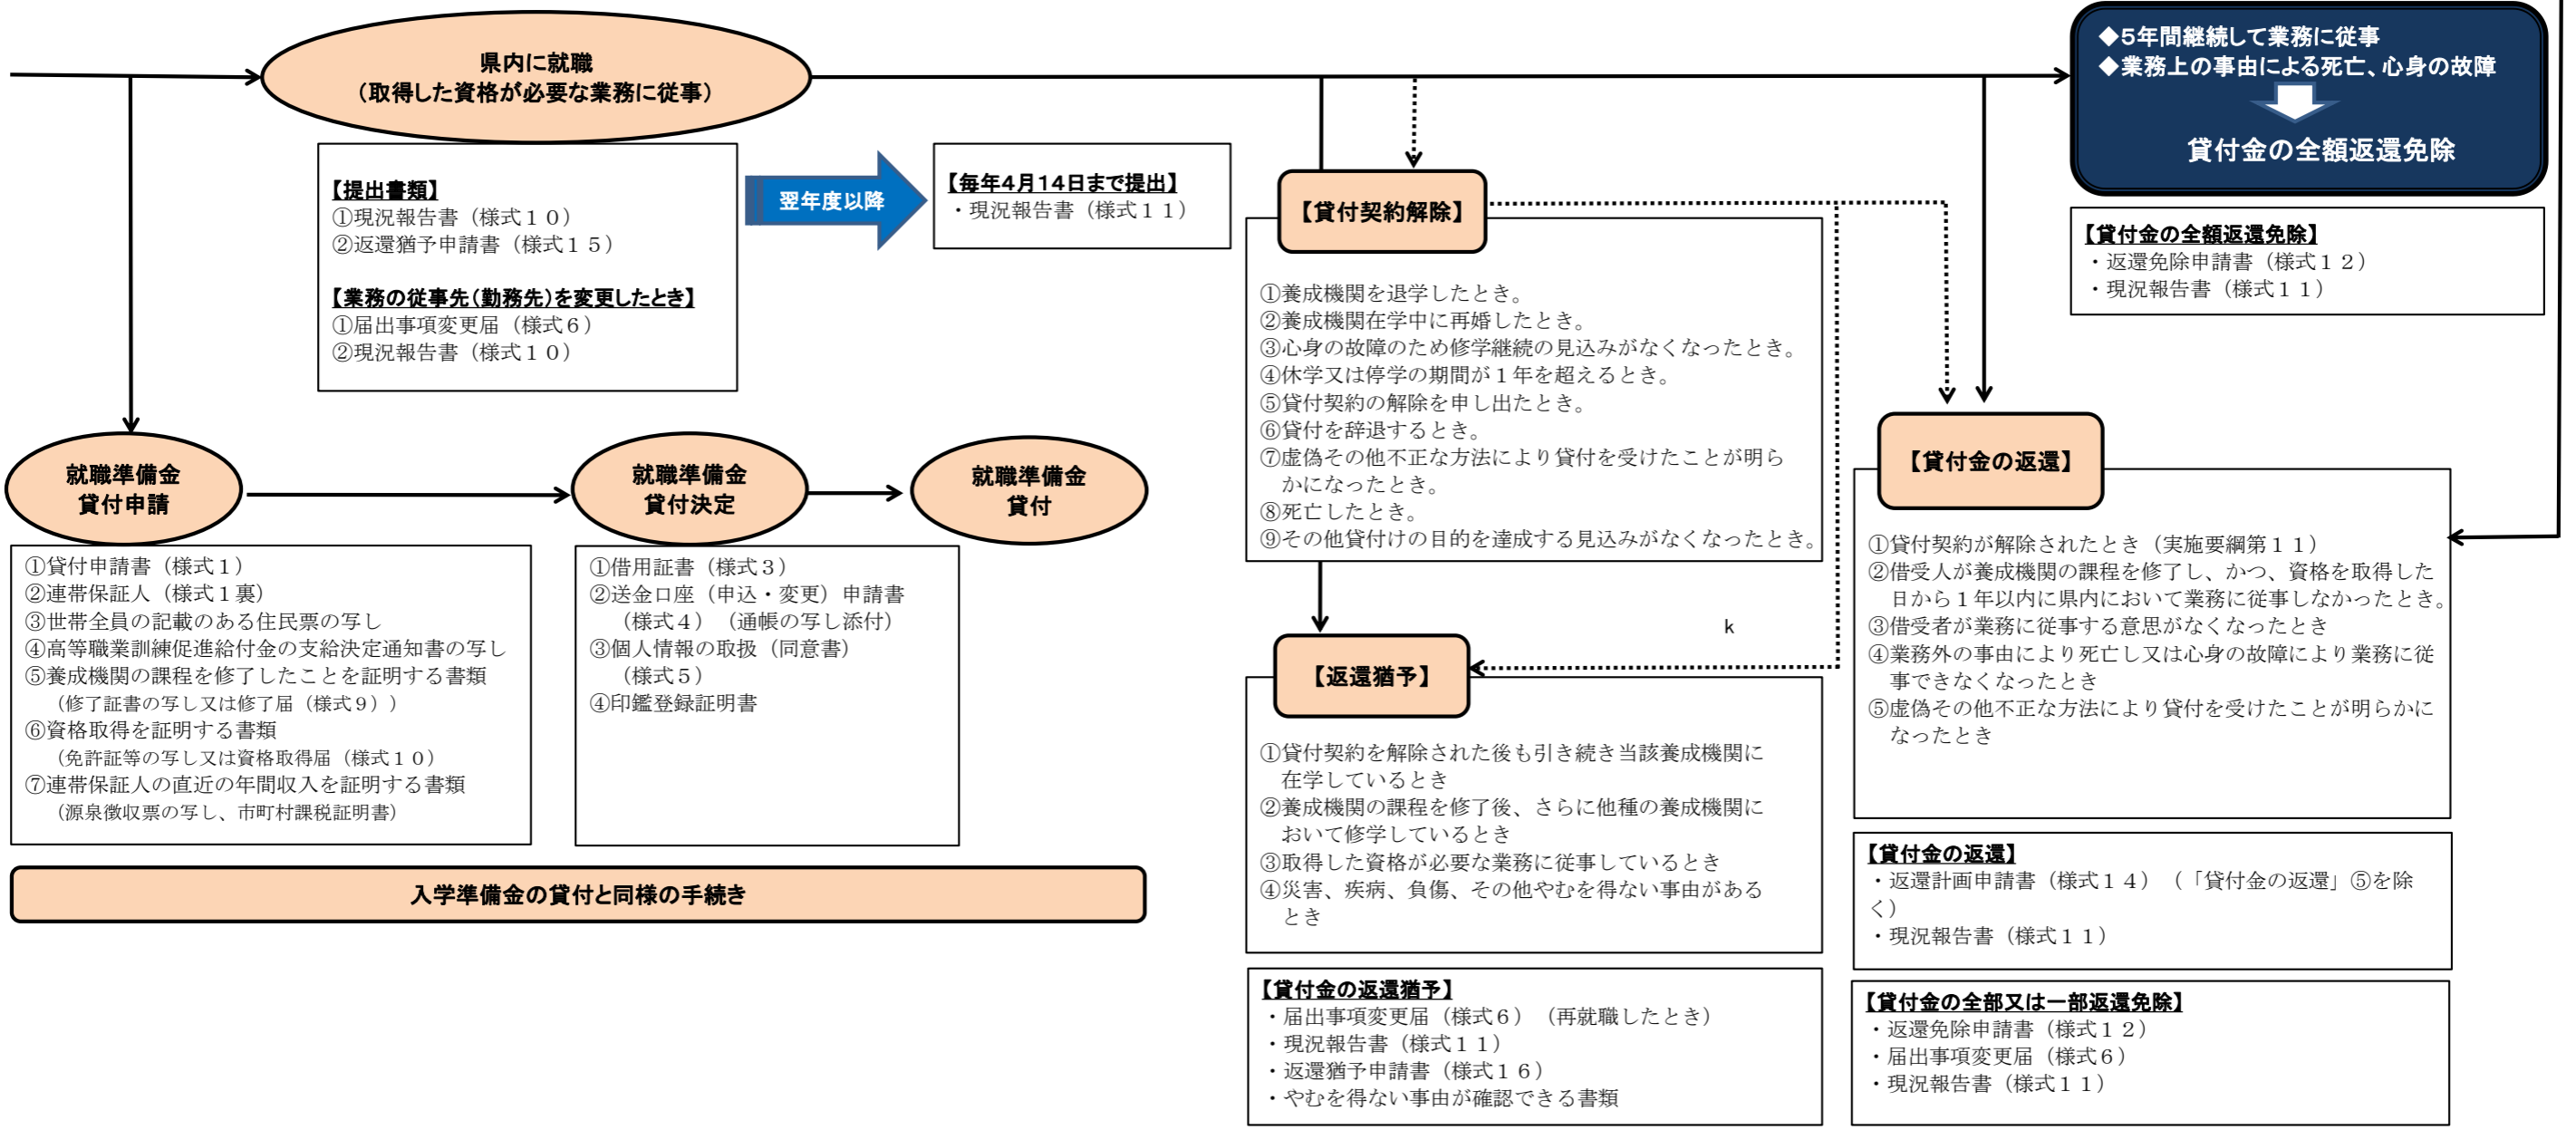 県内に就職
（取得した資格が必要な業務に従事）
【提出書類】
①現況報告書（様式１０）
②返還猶予申請書（様式１５）
【業務の従事先（勤務先）を変更したとき】
①届出事項変更届（様式６）
②現況報告書（様式１０）
翌年度以降
【毎年４月１４日まで提出】
・現況報告書（様式１１）
◆５年間継続して業務に従事
◆業務上の事由による死亡、心身の故障
貸付金の全額返還免除
【貸付金の全額返還免除】
・返還免除申請書（様式１２）
・現況報告書（様式１１）
【貸付契約解除】
①養成機関を退学したとき。
②養成機関在学中に再婚したとき。
③心身の故障のため修学継続の見込みがなくなったとき。
④休学又は停学の期間が１年を超えるとき。
⑤貸付契約の解除を申し出たとき。
⑥貸付を辞退するとき。
⑦虚偽その他不正な方法により貸付を受けたことが明ら
かになったとき。
⑧死亡したとき。
⑨その他貸付けの目的を達成する見込みがなくなったとき。
就職準備金
貸付申請
①貸付申請書（様式１）
②連帯保証人（様式１裏）
③世帯全員の記載のある住民票の写し
④高等職業訓練促進給付金の支給決定通知書の写し
⑤養成機関の課程を修了したことを証明する書類
（修了証書の写し又は修了届（様式９））
⑥資格取得を証明する書類
（免許証等の写し又は資格取得届（様式１０）
⑦連帯保証人の直近の年間収入を証明する書類
（源泉徴収票の写し、市町村課税証明書）
就職準備金
貸付決定
①借用証書（様式３）
②送金口座（申込・変更）申請書
（様式４）（通帳の写し添付）
③個人情報の取扱（同意書）
（様式５）
④印鑑登録証明書
就職準備金
貸付
入学準備金の貸付と同様の手続き
k
【返還猶予】
①貸付契約を解除された後も引き続き当該養成機関に
在学しているとき
②養成機関の課程を修了後、さらに他種の養成機関に
おいて修学しているとき
③取得した資格が必要な業務に従事しているとき
④災害、疾病、負傷、その他やむを得ない事由がある
とき
【貸付金の返還猶予】
・届出事項変更届（様式６）（再就職したとき）
・現況報告書（様式１１）
・返還猶予申請書（様式１６）
・やむを得ない事由が確認できる書類
【貸付金の返還】
①貸付契約が解除されたとき（実施要綱第１１）
②借受人が養成機関の課程を修了し、かつ、資格を取得した
日から１年以内に県内において業務に従事しなかったとき。
③借受者が業務に従事する意思がなくなったとき
④業務外の事由により死亡し又は心身の故障により業務に従
事できなくなったとき
⑤虚偽その他不正な方法により貸付を受けたことが明らかに
なったとき
【貸付金の返還】
・返還計画申請書（様式１４）（「貸付金の返還」⑤を除
く）
・現況報告書（様式１１）
【貸付金の全部又は一部返還免除】
・返還免除申請書（様式１２）
・届出事項変更届（様式６）
・現況報告書（様式１１）